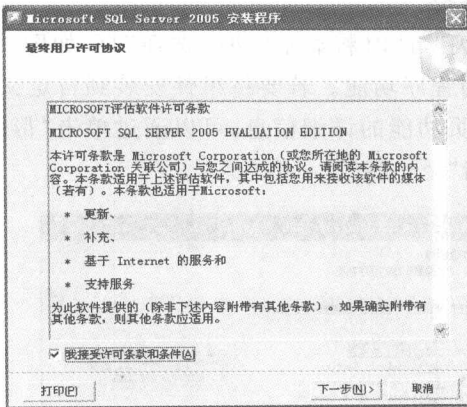 Microsoft SQL Server 2005 安装程序
最终用户许可协议
MICROSOFT评估软件许可条款
MICROSOFT SQL SERVER 2005 EVALUATION EDITION
本许可条款是 Microsoft Corporation（或您所在地的 Microsoft
Corporation 关联公司）与您之间达成的协议。请阅读本条款的内
容。本条款适用于上述评估软件，其中包括您用来接收该软件的媒体
（若有）。本条款也适用于Microsoft：
* 更新、
* 补充、
* 基于 Internet 的服务和
* 支持服务
为此软件提供的（除非下述内容附带有其他条款）。如果确实附带有
其他条款，则其他条款应适用。
我接受许可条款和条件(A)
打印(P)
下一步(N)>
取消